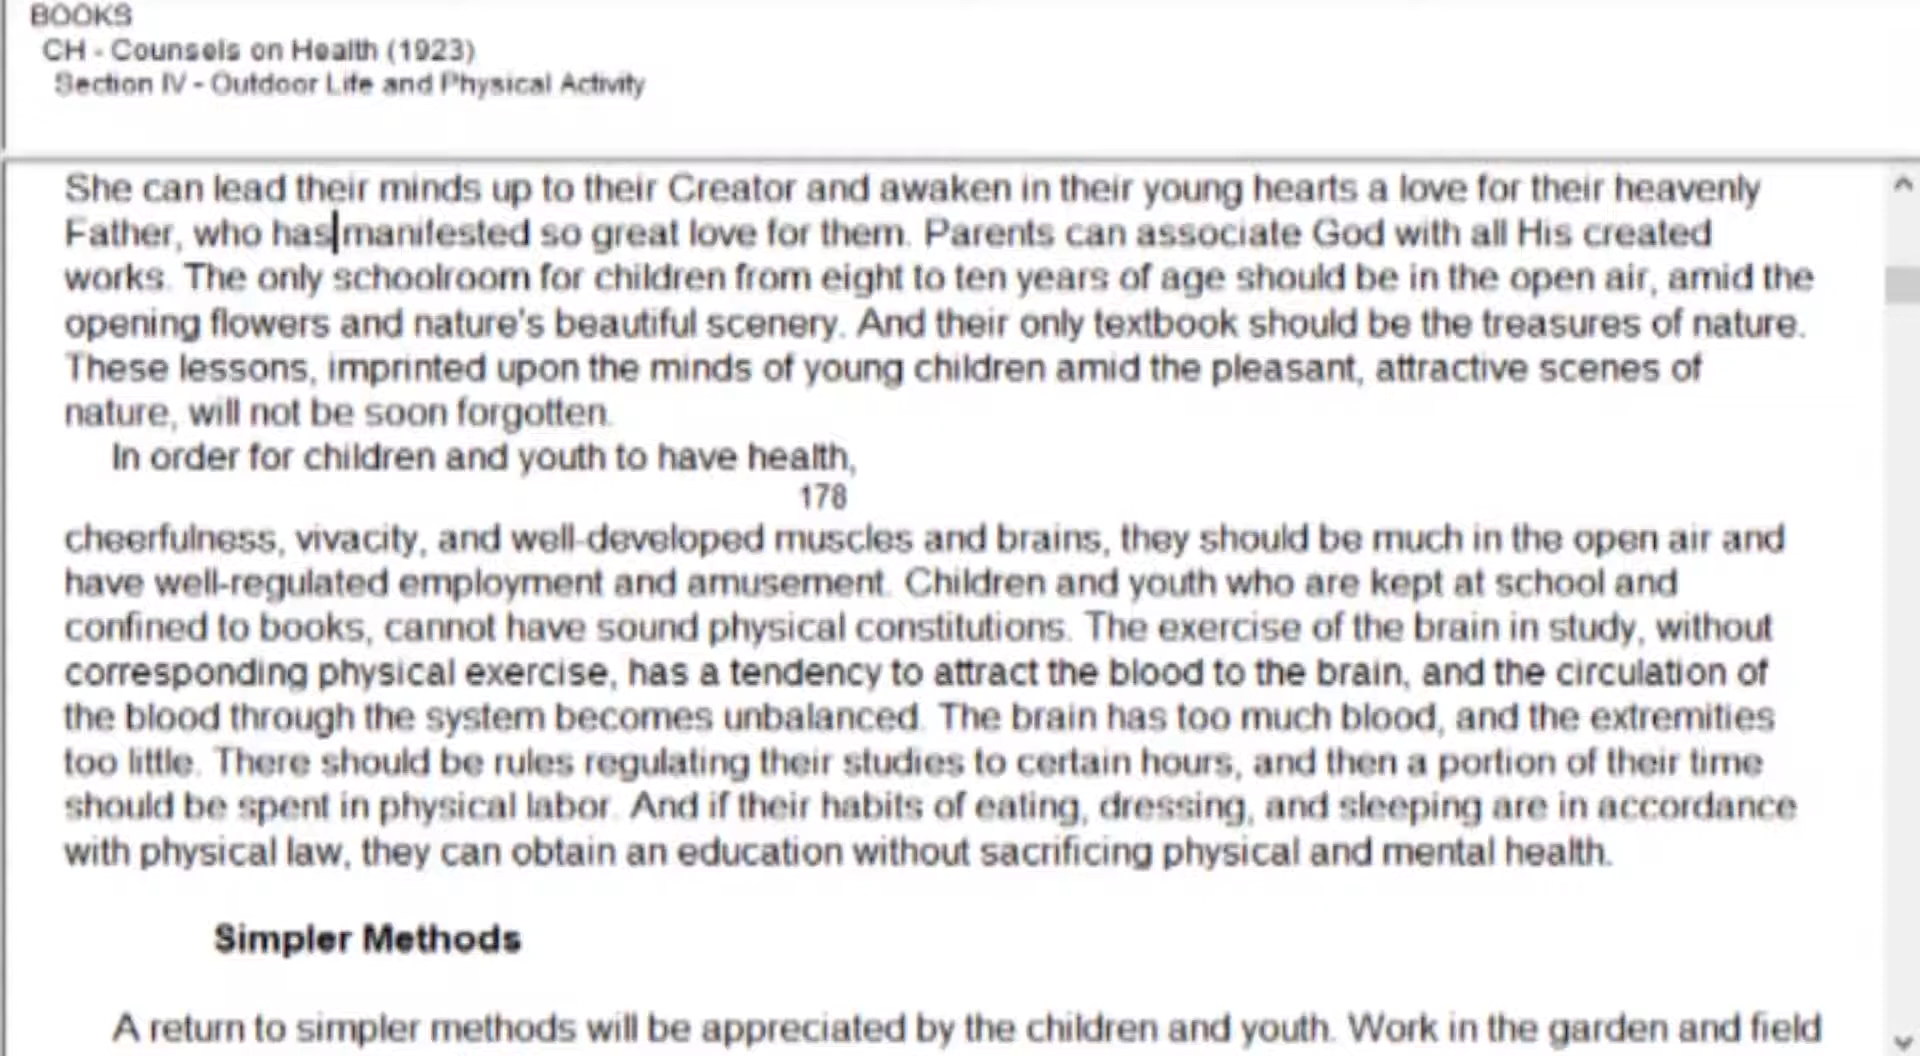 BOOKS
CH - Counsels on Health (1923)
Section IV - Outdoor Life and Physical Activity
She can lead their minds up to their Creator and awaken in their young hearts a love for their heavenly
Father, who has manifested so great love for them. Parents can associate God with all His created
works. The only schoolroom for children from eight to ten years of age should be in the open air, amid the
opening flowers and nature's beautiful scenery. And their only textbook should be the treasures of nature.
These lessons, imprinted upon the minds of young children amid the pleasant, attractive scenes of
nature, will not be soon forgotten.
In order for children and youth to have health,
178
cheerfulness, vivacity, and well-developed muscles and brains, they should be much in the open air and
have well-regulated employment and amusement. Children and youth who are kept at school and
confined to books, cannot have sound physical constitutions. The exercise of the brain in study, without
corresponding physical exercise, has a tendency to attract the blood to the brain, and the circulation of
the blood through the system becomes unbalanced. The brain has too much blood, and the extremities
too little. There should be rules regulating their studies to certain hours, and then a portion of their time
should be spent in physical labor. And if their habits of eating, dressing, and sleeping are in accordance
with physical law, they can obtain an education without sacrificing physical and mental health.
Simpler Methods
A return to simpler methods will be appreciated by the children and youth. Work in the garden and field